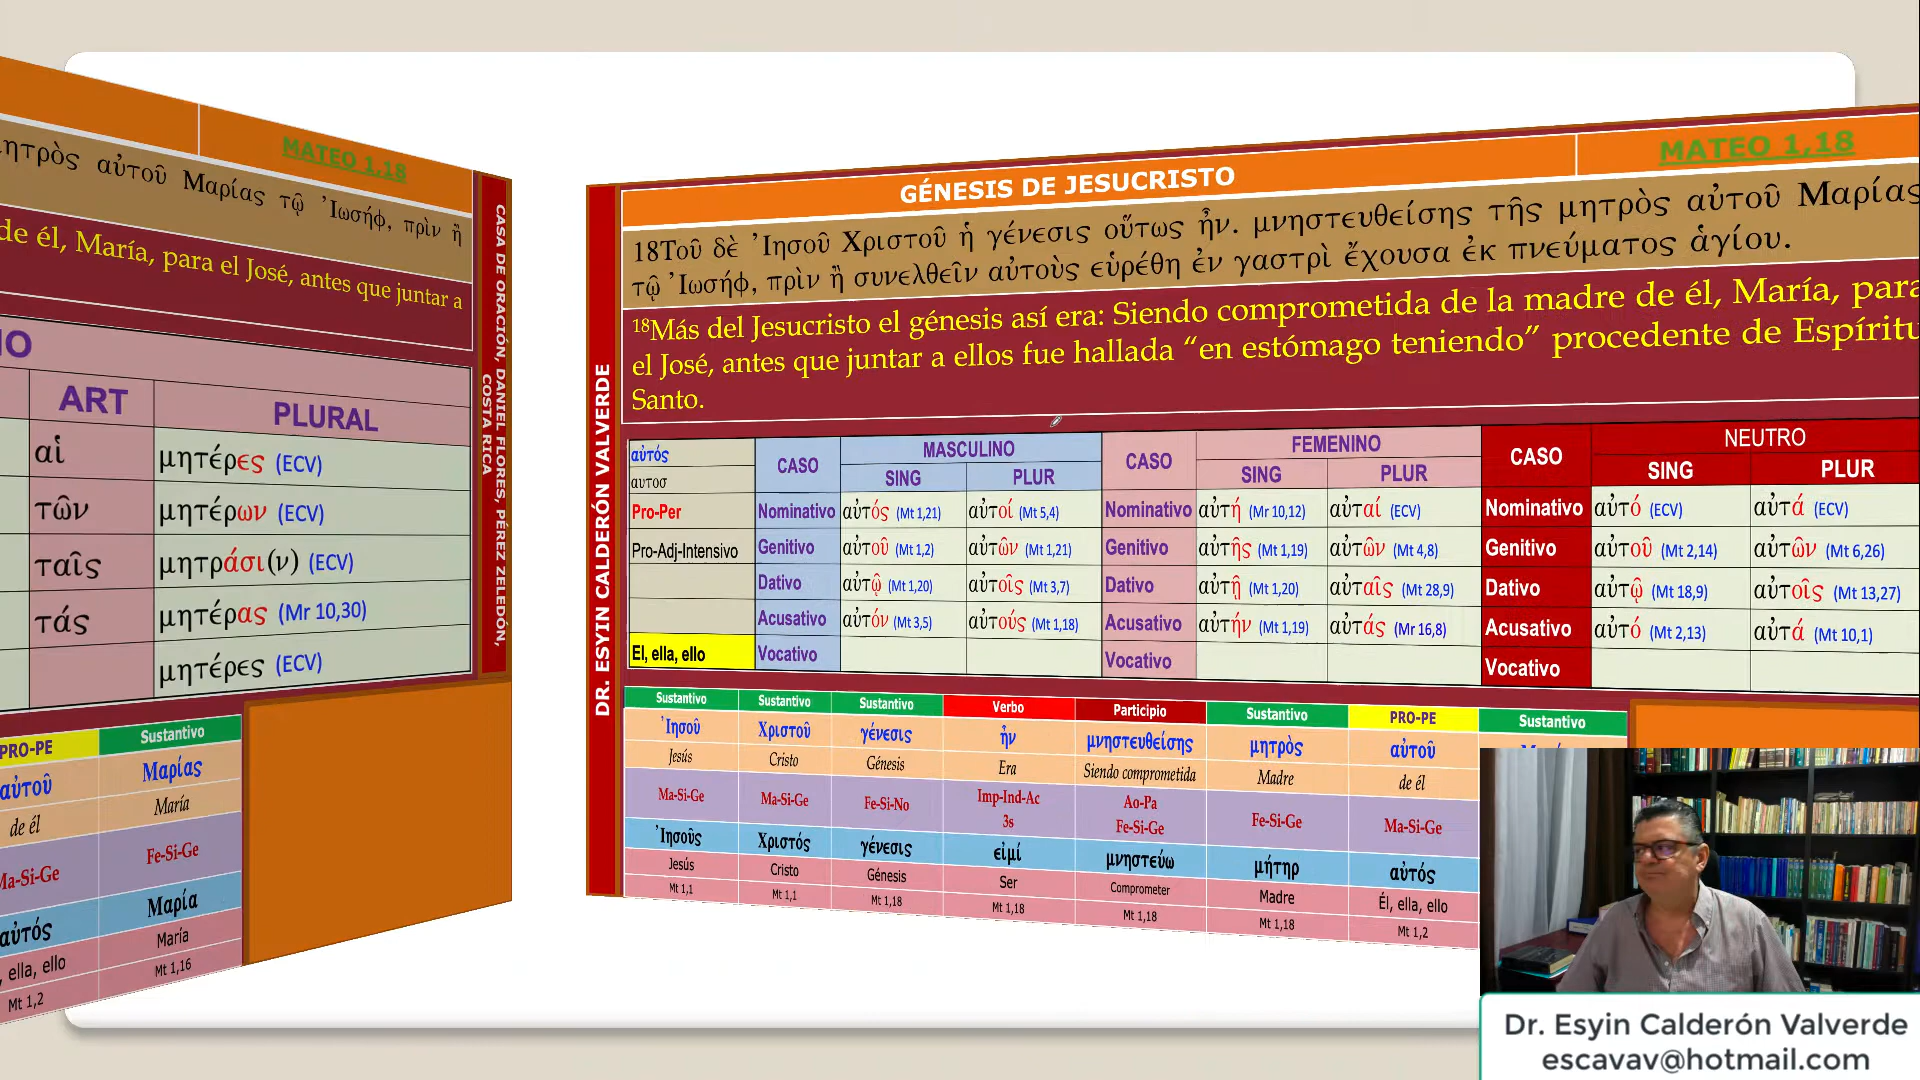 MATEO 1,18
ητρὸς αὐτοῦ Μαρίας τῷ Ἰωσήφ, πρὶν ἢ
de él, María, para el José, antes que juntar a
NO
ART PLURAL
αἱ μητέρες (ECV)
τῶν μητέρων (ECV)
ταῖς μητράσι(ν) (ECV)
τάς μητέρας (Mr 10,30)
μητέρες (ECV)
PRO-PE Sustantivo
αὐτοῦ Μαρίας
de él María
Ma-Si-Ge Fe-Si-Ge
αὐτός Μαρία
, ella, ello María
Mt 1,2 Mt 1,16
CASA DE ORACIÓN, DANIEL FLORES, PÉREZ ZELEDÓN,
COSTA RICA
DR. ESYIN CALDERÓN VALVERDE
GÉNESIS DE JESUCRISTO MATEO 1,18
18Τοῦ δὲ Ἰησοῦ Χριστοῦ ἡ γένεσις οὕτως ἦν. μνηστευθείσης τῆς μητρὸς αὐτοῦ Μαρίας
τῷ Ἰωσήφ, πρὶν ἢ συνελθεῖν αὐτοὺς εὑρέθη ἐν γαστρὶ ἔχουσα ἐκ πνεύματος ἁγίου.
18Más del Jesucristo el génesis así era: Siendo comprometida de la madre de él, María, para
el José, antes que juntar a ellos fue hallada “en estómago teniendo” procedente de Espíritu
Santo.
αὐτός CASO MASCULINO CASO FEMENINO CASO NEUTRO
αυτοσ SING PLUR SING PLUR SING PLUR
Pro-Per Nominativo αὐτός (Mt 1,21) αὐτοί (Mt 5,4) Nominativo αὐτή (Mr 10,12) αὐταί (ECV) Nominativo αὐτό (ECV) αὐτά (ECV)
Pro-Adj-Intensivo Genitivo αὐτοῦ (Mt 1,2) αὐτῶν (Mt 1,21) Genitivo αὐτῆς (Mt 1,19) αὐτῶν (Mt 4,8) Genitivo αὐτοῦ (Mt 2,14) αὐτῶν (Mt 6,26)
Dativo αὐτῷ (Mt 1,20) αὐτοῖς (Mt 3,7) Dativo αὐτῇ (Mt 1,20) αὐταῖς (Mt 28,9) Dativo αὐτῷ (Mt 18,9) αὐτοῖς (Mt 13,27)
Acusativo αὐτόν (Mt 3,5) αὐτούς (Mt 1,18) Acusativo αὐτήν (Mt 1,19) αὐτάς (Mr 16,8) Acusativo αὐτό (Mt 2,13) αὐτά (Mt 10,1)
El, ella, ello Vocativo Vocativo Vocativo
Sustantivo Sustantivo Sustantivo Verbo Participio Sustantivo PRO-PE Sustantivo
Ἰησοῦ Χριστοῦ γένεσις ἦν μνηστευθείσης μητρὸς αὐτοῦ
Jesús Cristo Génesis Era Siendo comprometida Madre de él
Ma-Si-Ge Ma-Si-Ge Fe-Si-No Imp-Ind-Ac 3s Ao-Pa Fe-Si-Ge Fe-Si-Ge Ma-Si-Ge
Ἰησοῦς Χριστός γένεσις εἰμί μνηστεύω μήτηρ αὐτός
Jesús Cristo Génesis Ser Comprometer Madre Él, ella, ello
Mt 1,1 Mt 1,1 Mt 1,18 Mt 1,18 Mt 1,18 Mt 1,18 Mt 1,2
Dr. Esyin Calderón Valverde
escavav@hotmail.com